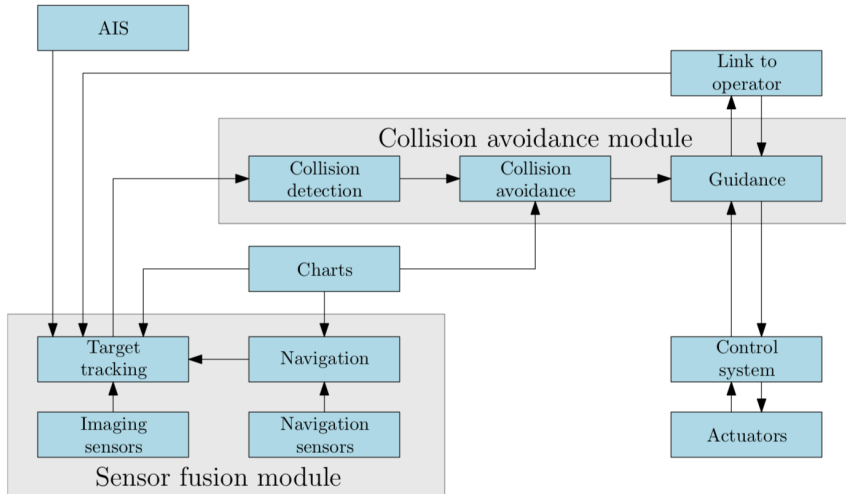 AIS
Link to
operator
Collision avoidance module
Collision
detection
Collision
avoidance
Guidance
Charts
Target
tracking
Navigation
Control
system
Imaging
sensors
Navigation
sensors
Actuators
Sensor fusion module